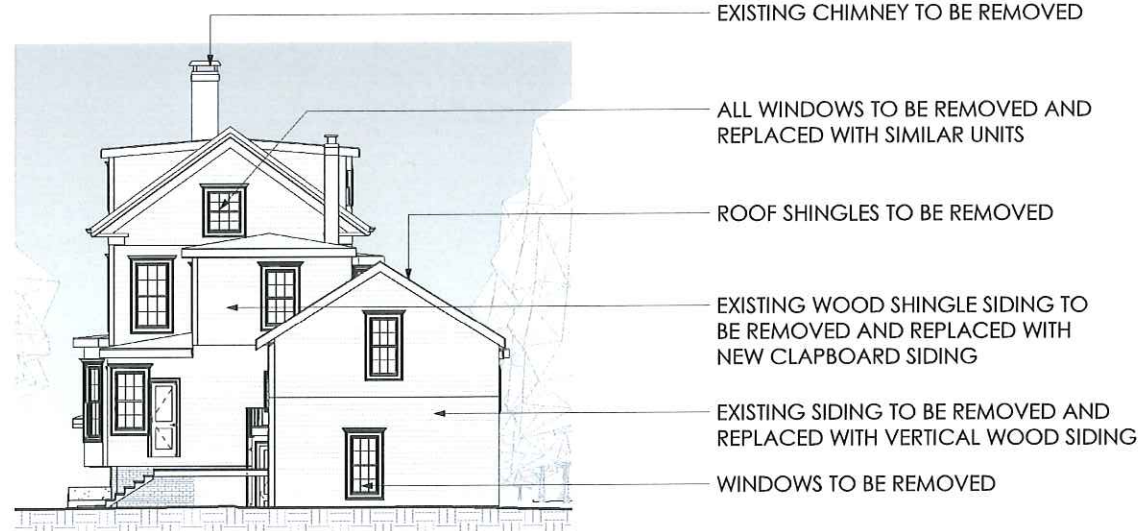 EXISTING CHIMNEY TO BE REMOVED
ALL WINDOWS TO BE REMOVED AND
REPLACED WITH SIMILAR UNITS
ROOF SHINGLES TO BE REMOVED
EXISTING WOOD SHINGLE SIDING TO
BE REMOVED AND REPLACED WITH
NEW CLAPBOARD SIDING
EXISTING SIDING TO BE REMOVED AND
REPLACED WITH VERTICAL WOOD SIDING
WINDOWS TO BE REMOVED